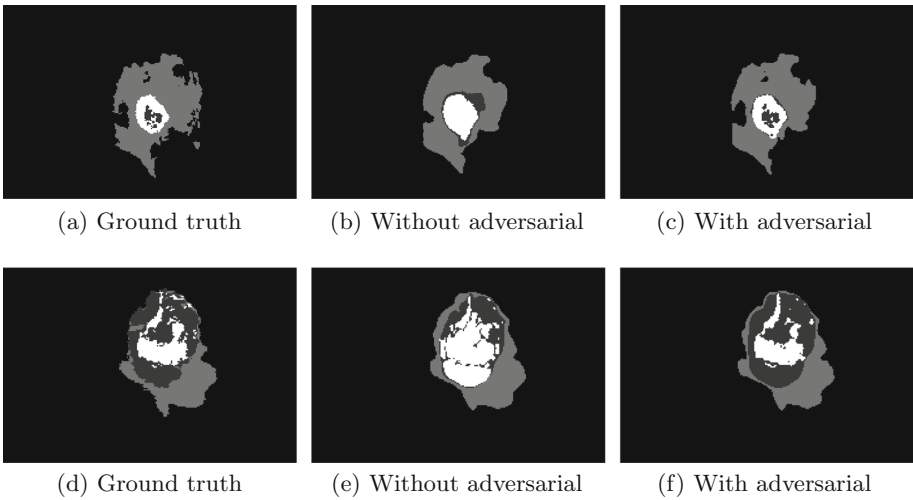 (a) Ground truth
(b) Without adversarial
(c) With adversarial
(d) Ground truth
(e) Without adversarial
(f) With adversarial